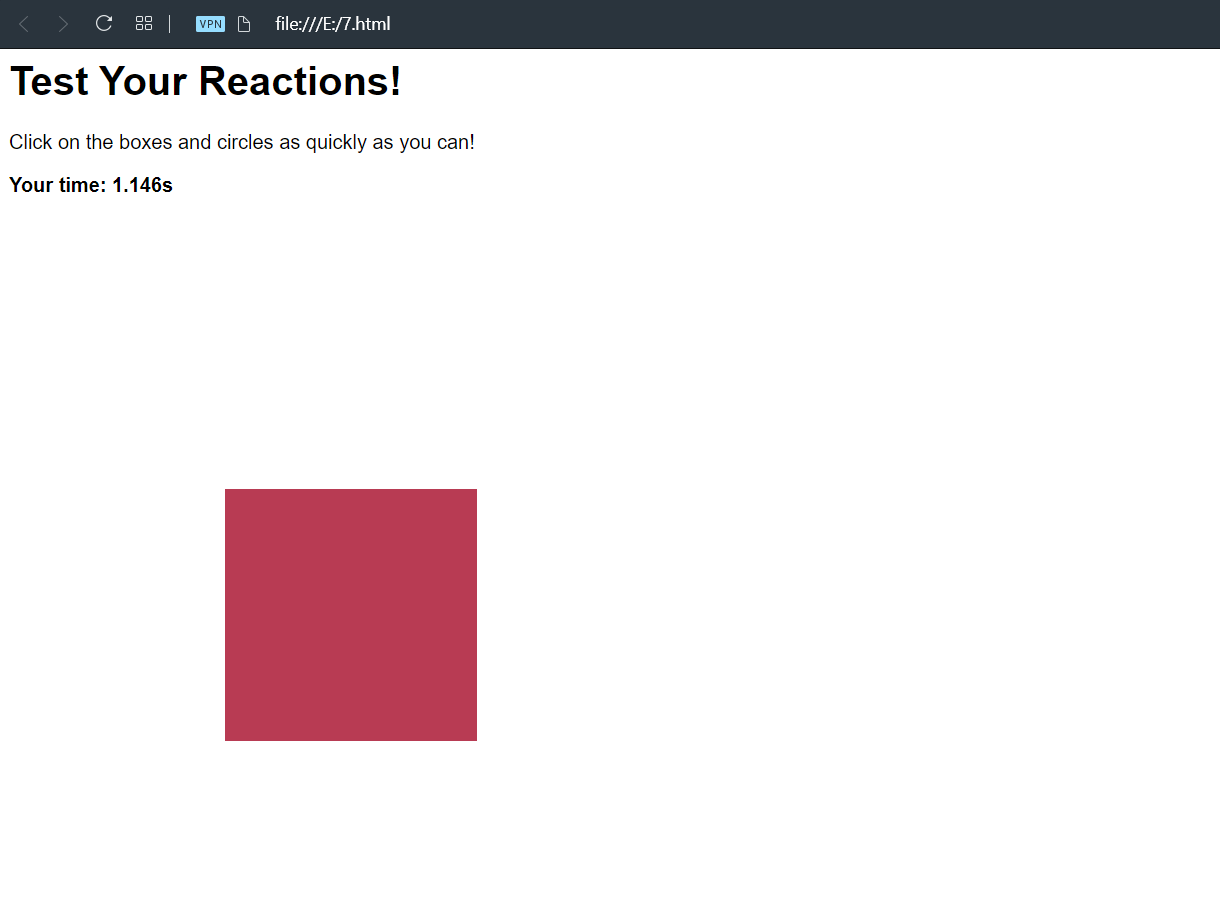 VPN file:///E:/7.html
Test Your Reactions!
Click on the boxes and circles as quickly as you can!
Your time: 1.146s